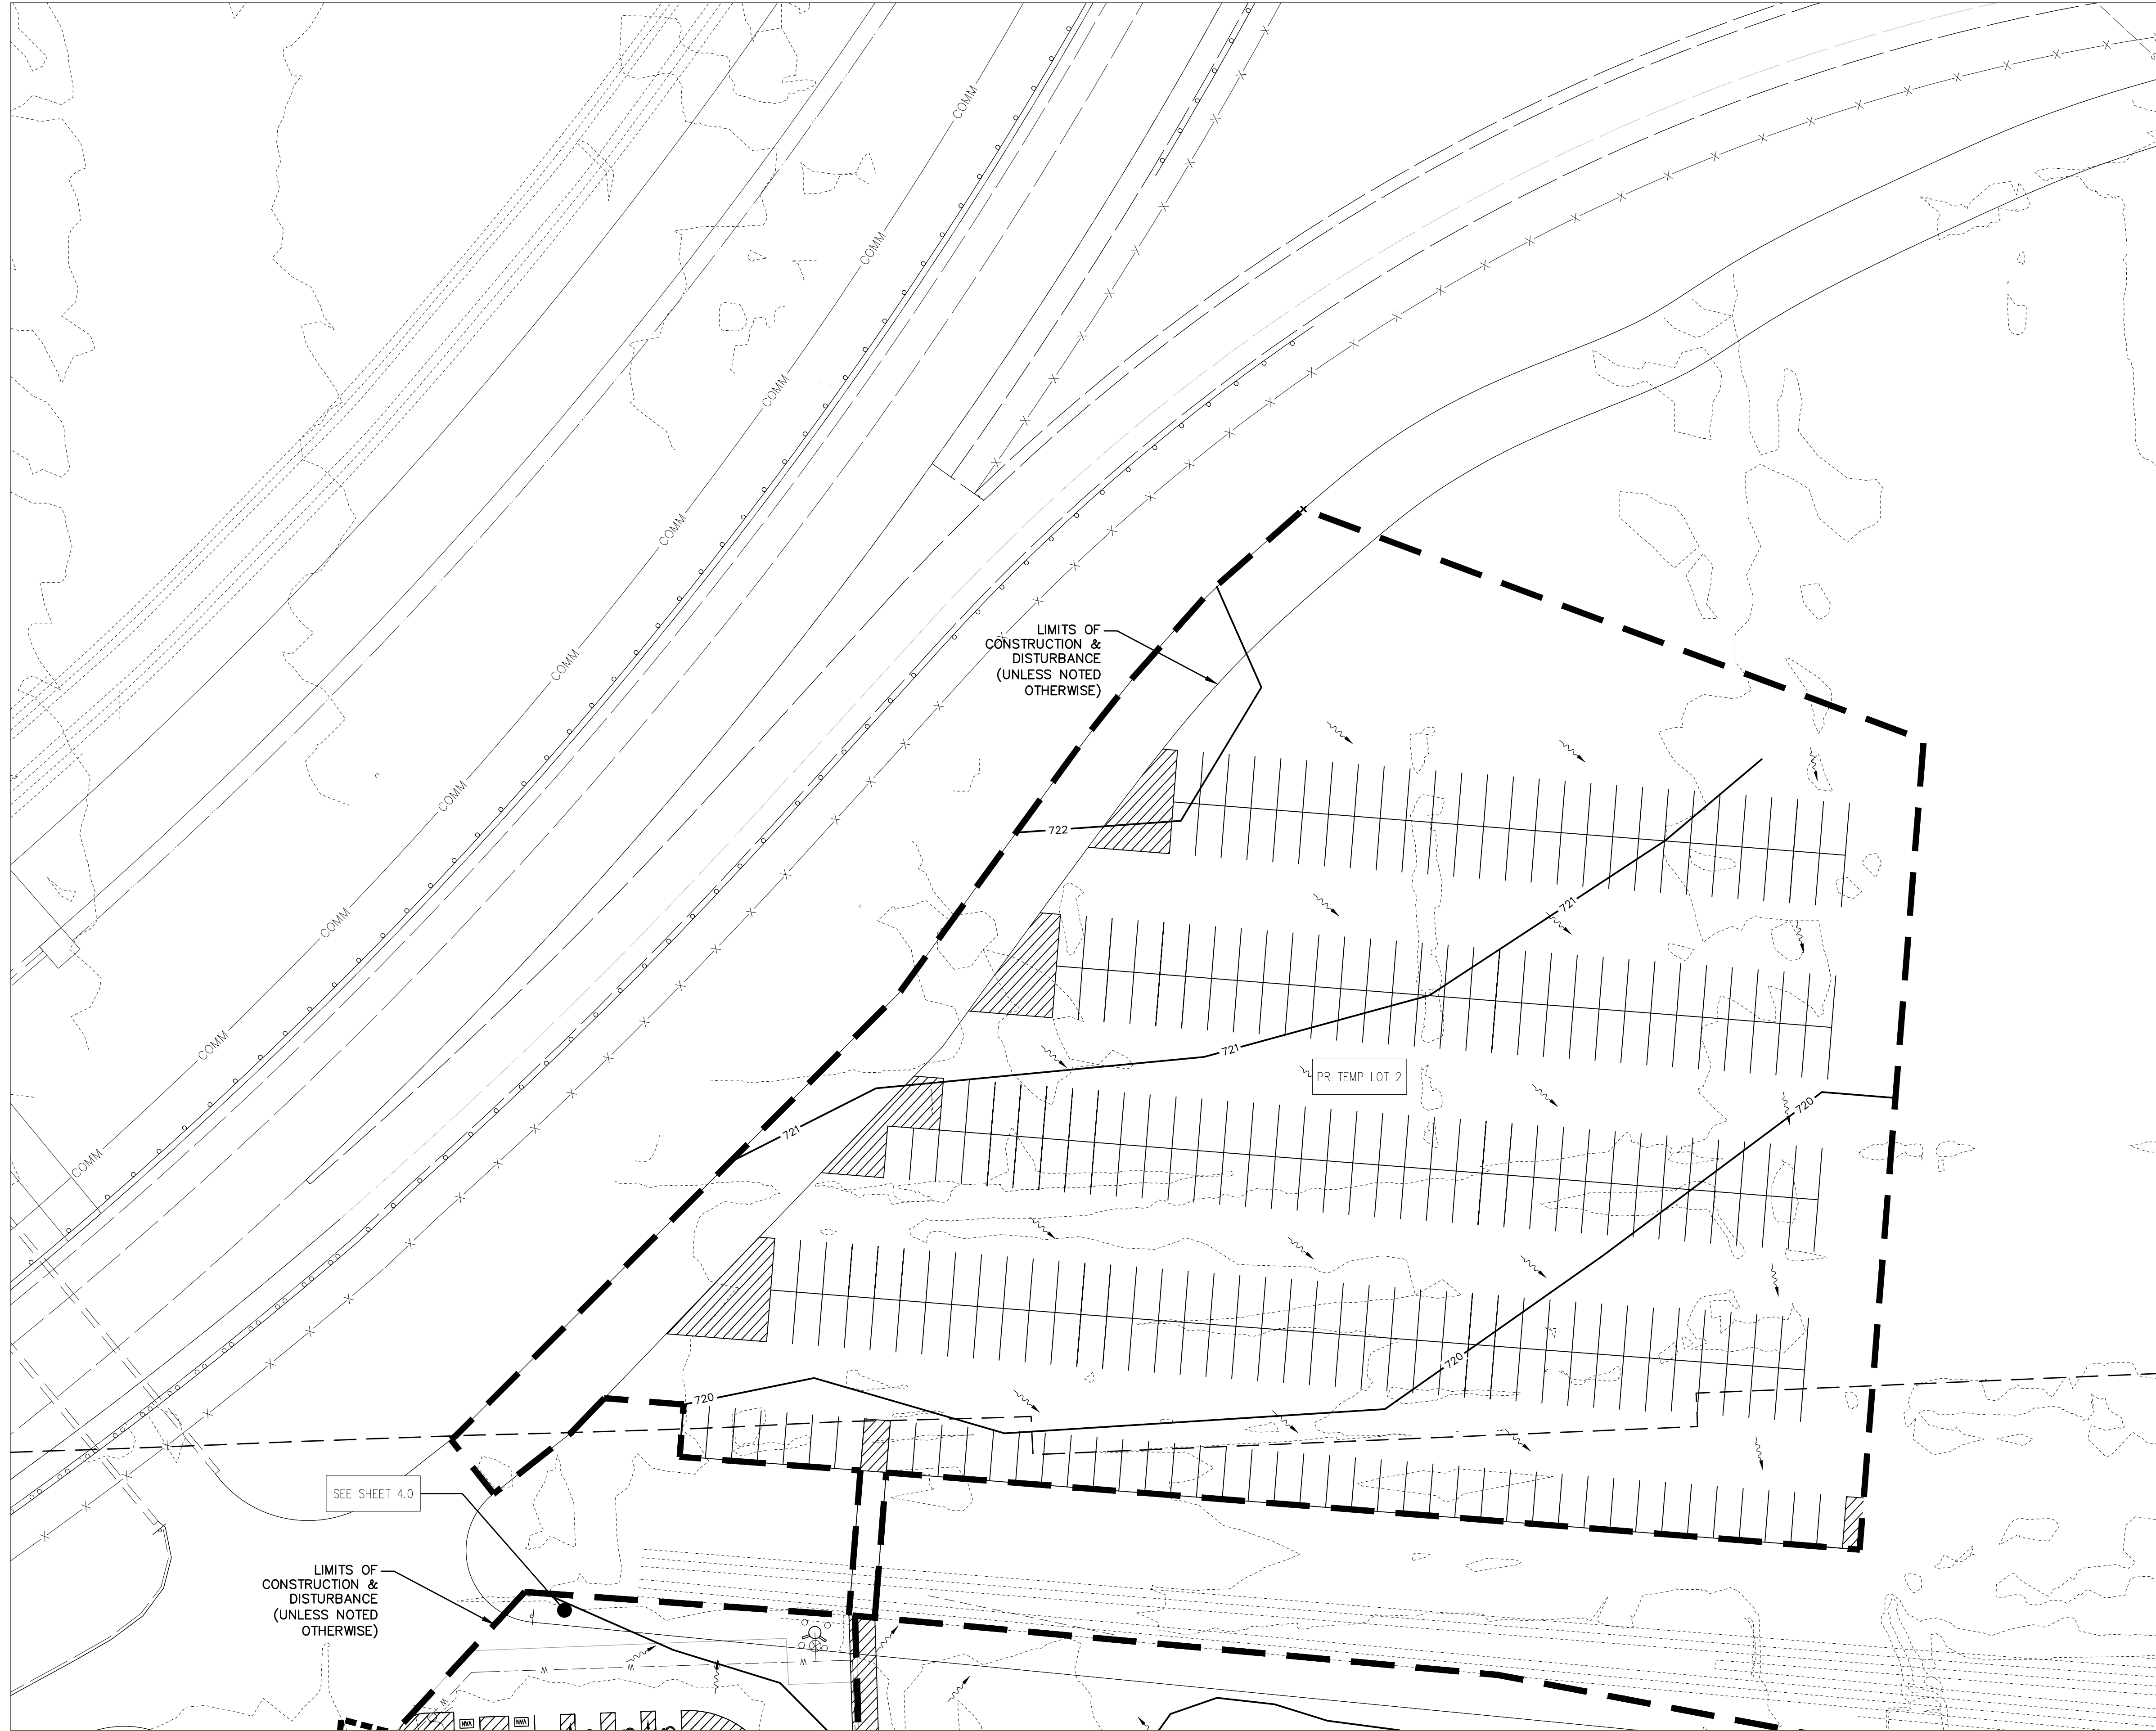 COMM
COMM
COMM
COMM
COMM
COMM
COMM
COMM
COMM
LIMITS OF
CONSTRUCTION &
DISTURBANCE
(UNLESS NOTED
OTHERWISE)
722
721
721
PR TEMP LOT 2
720
721
720
720
SEE SHEET 4.0
LIMITS OF
CONSTRUCTION &
DISTURBANCE
(UNLESS NOTED
OTHERWISE)
W
W
W
W
VAN
VAN